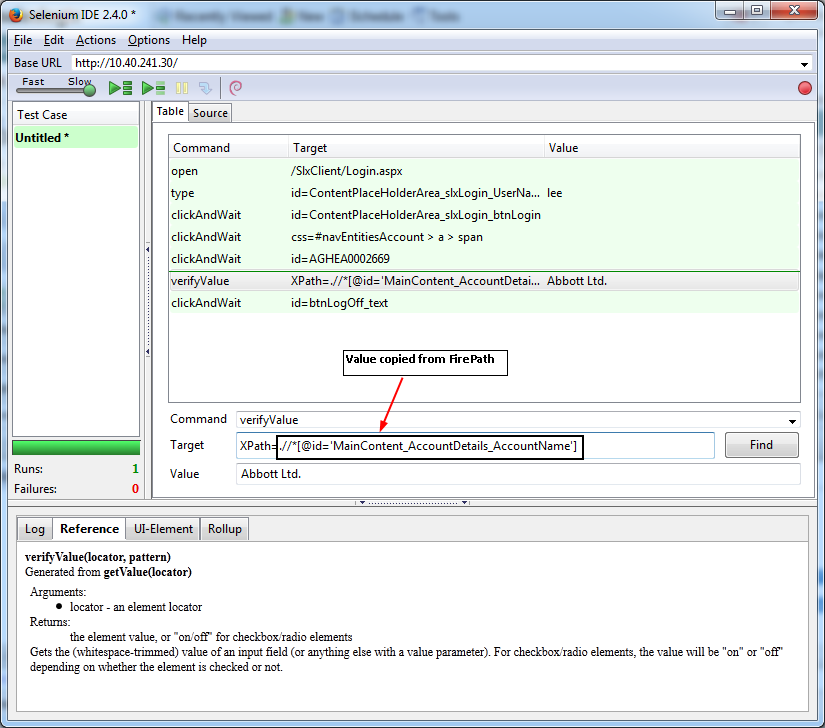 Selenium IDE 2.4.0 *
Recently Viewed New Schedule Tools
File Edit Actions Options Help
Base URL http://10.40.241.30/
Fast Slow
Test Case
Untitled *
Table Source
Command Target Value
open /SlxClient/Login.aspx
type id=ContentPlaceHolderArea_slxLogin_UserNa... lee
clickAndWait id=ContentPlaceHolderArea_slxLogin_btnLogin
clickAndWait css=#navEntitiesAccount > a > span
clickAndWait id=AGHEA0002669
verifyValue XPath=.//*[@id='MainContent_AccountDetai... Abbott Ltd.
clickAndWait id=btnLogOff_text
Value copied from FirePath
Command verifyValue
Target XPath=.//*[@id='MainContent_AccountDetails_AccountName'] Find
Value Abbott Ltd.
Runs: 1
Failures: 0
Log Reference UI-Element Rollup
verifyValue(locator, pattern)
Generated from getValue(locator)
Arguments:
locator - an element locator
Returns:
the element value, or "on/off" for checkbox/radio elements
Gets the (whitespace-trimmed) value of an input field (or anything else with a value parameter). For checkbox/radio elements, the value will be "on" or "off"
depending on whether the element is checked or not.